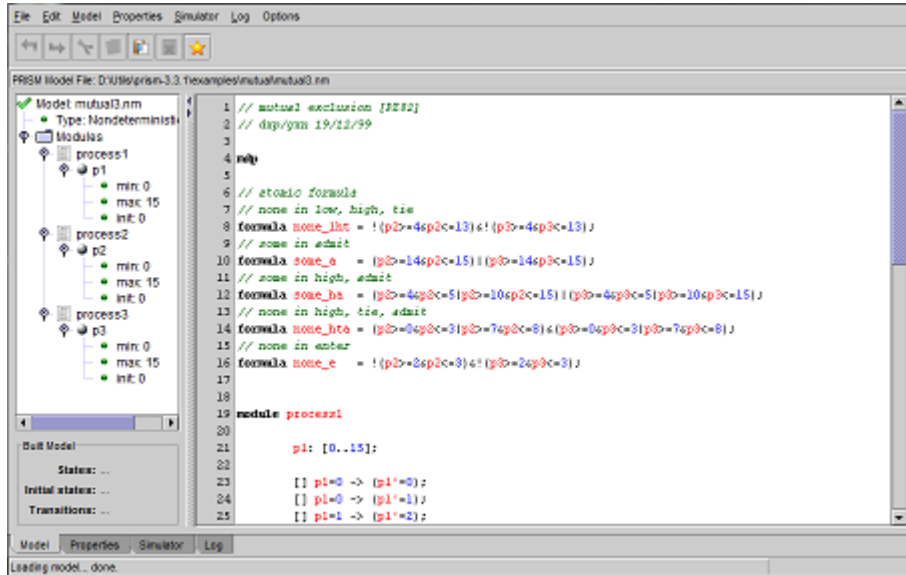 File Edit Model Properties Simulator Log Options
PRISM Model File: D:\Utils\prism-3.3.1\examples\mutual\mutual3.nm
Model: mutual3.nm
Type: Nondeterministi
Modules
process1
p1
min: 0
max: 15
init: 0
process2
p2
min: 0
max: 15
init: 0
process3
p3
min: 0
max: 15
init: 0
Built Model
States: ...
Initial states: ...
Transitions: ...
1 // mutual exclusion [PZ82]
2 // dxp/gxn 19/12/99
3
4 mdp
5
6 // atomic formula
7 // none in low, high, tie
8 formula none_lht = !(p2>=4&p2<=13)&!(p3>=4&p3<=13);
9 // some in admit
10 formula some_a = (p2>=14&p2<=15)|(p3>=14&p3<=15);
11 // some in high, admit
12 formula some_ha = (p2>=4&p2<=5|p2>=10&p2<=15)|(p3>=4&p3<=5|p3>=10&p3<=15);
13 // none in high, tie, admit
14 formula none_hta = (p2>=0&p2<=3|p2>=7&p2<=8)&(p3>=0&p3<=3|p3>=7&p3<=8);
15 // none in enter
16 formula none_e = !(p2>=2&p2<=3)&!(p3>=2&p3<=3);
17
18
19 module process1
20
21 p1: [0..15];
22
23 [] p1=0 -> (p1'=0);
24 [] p1=0 -> (p1'=1);
25 [] p1=1 -> (p1'=2);
Model Properties Simulator Log
Loading model... done.